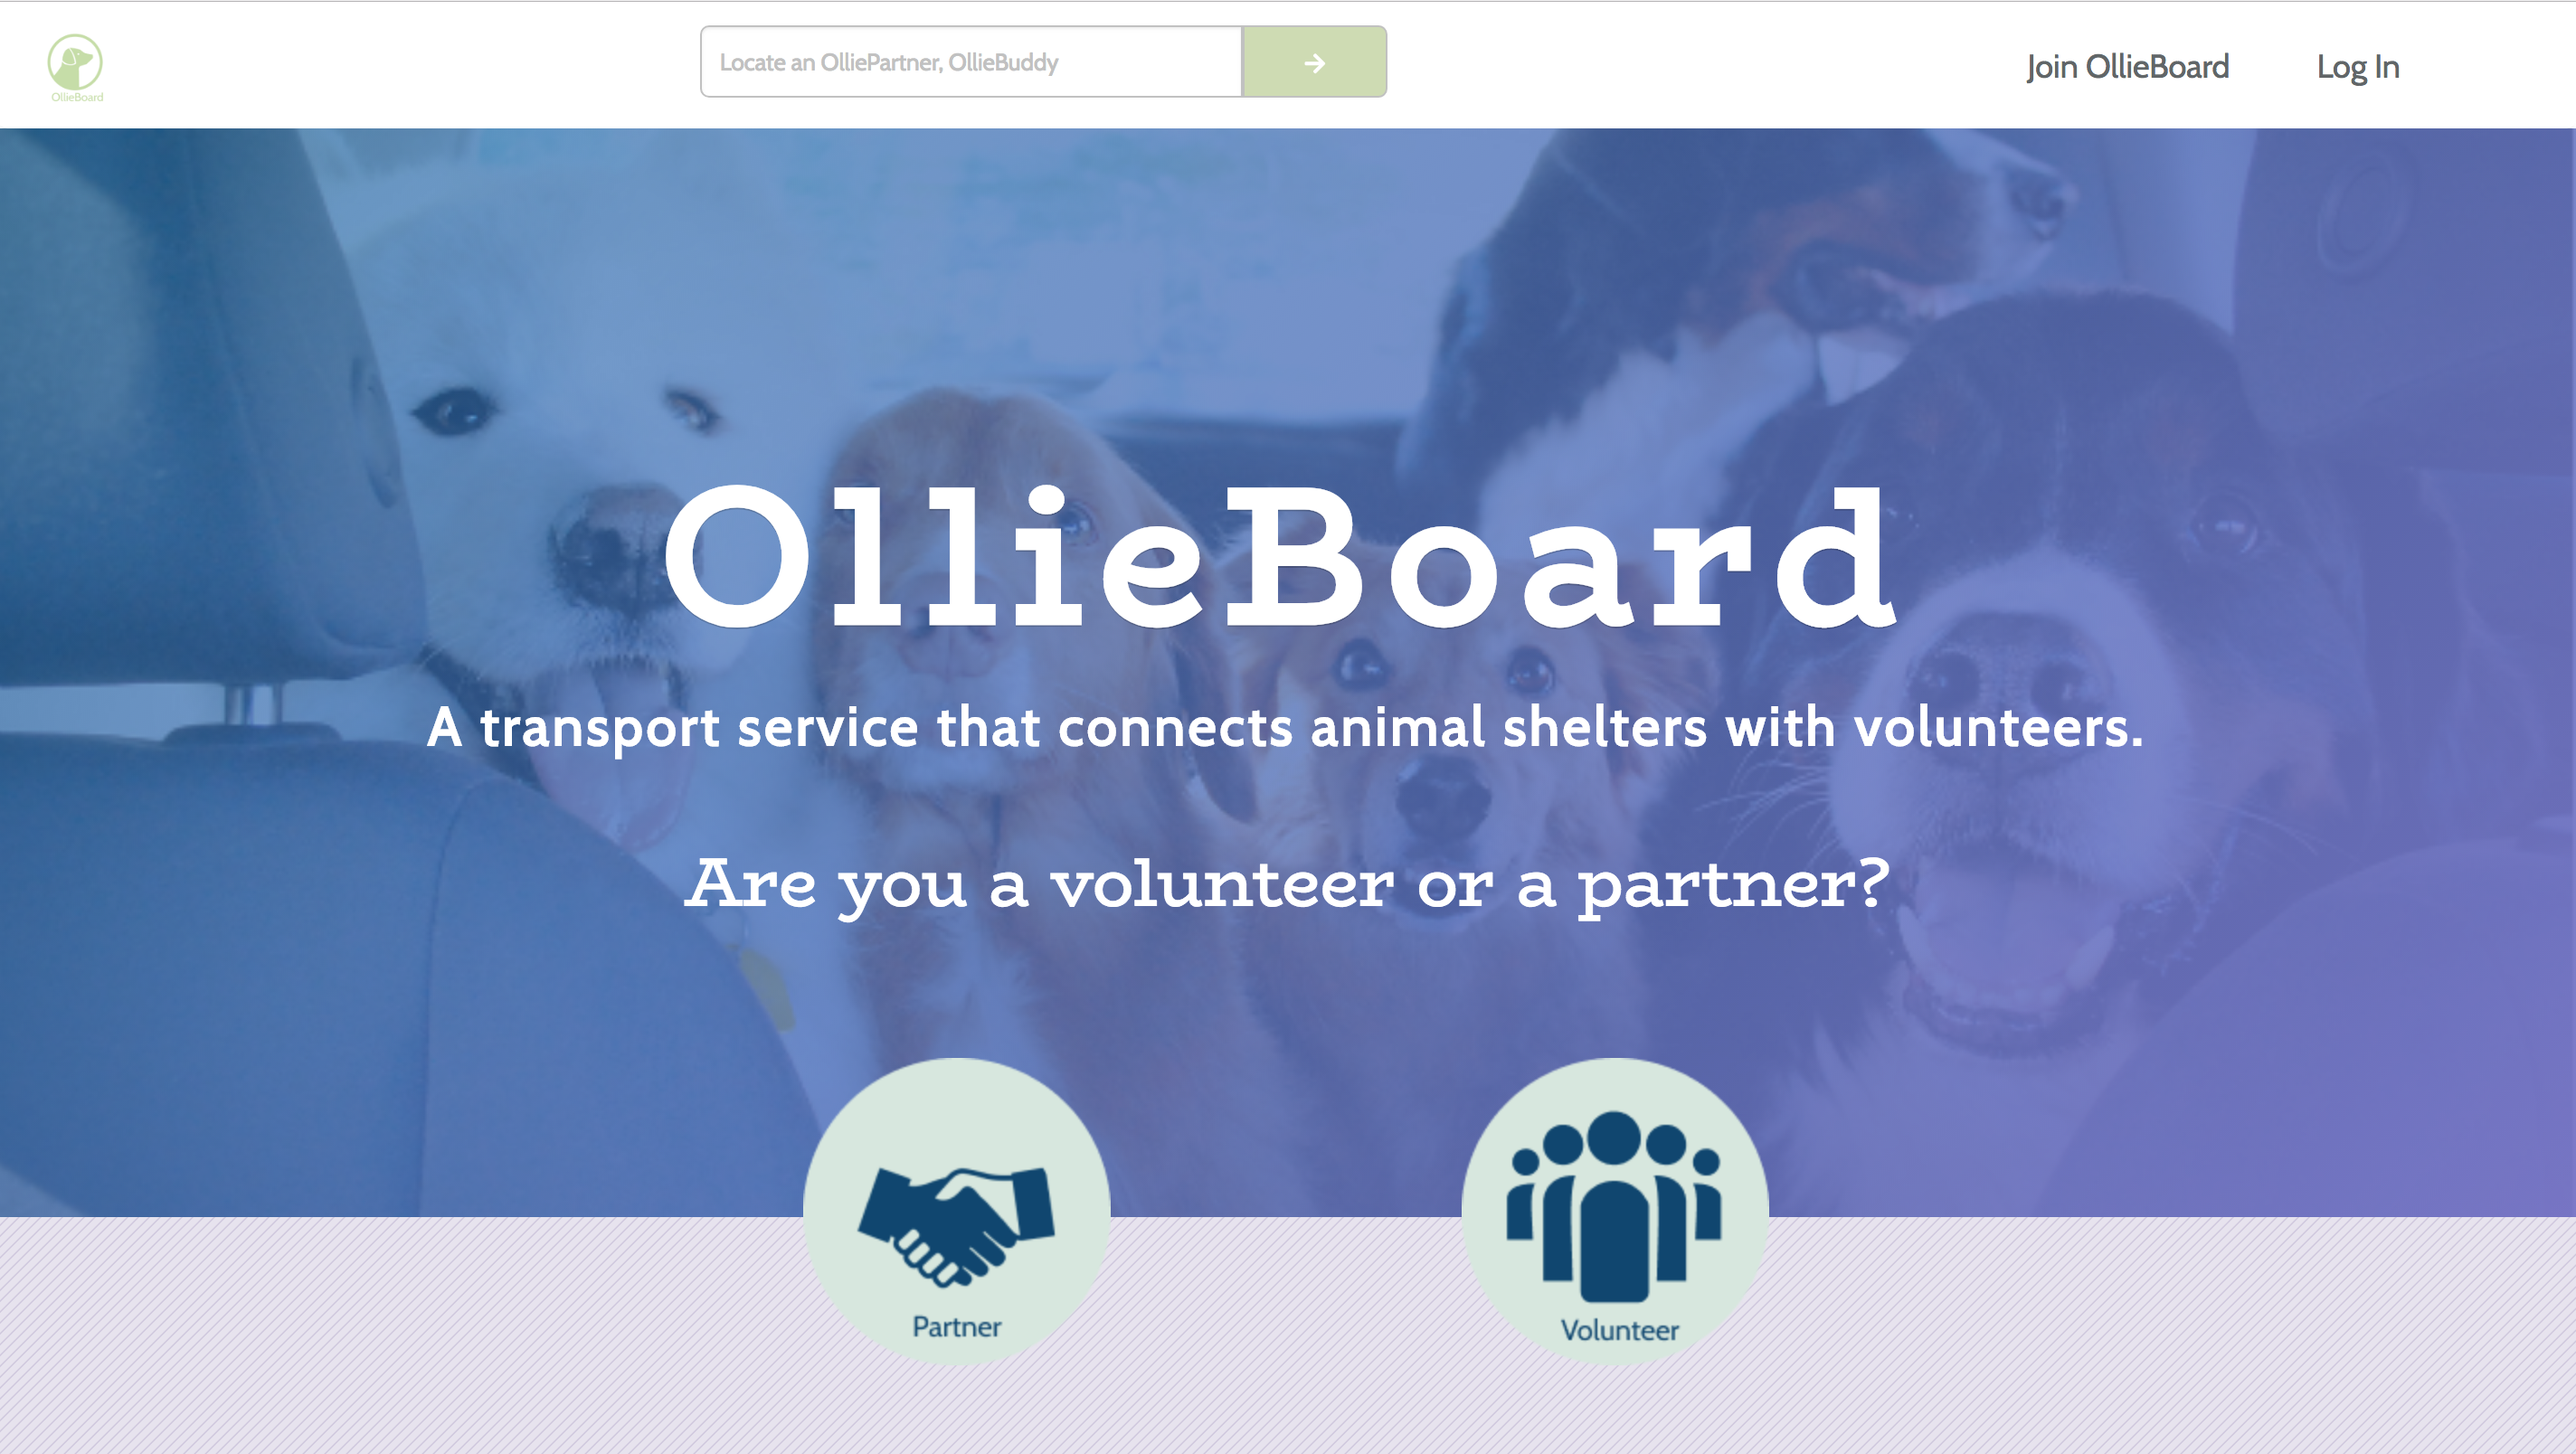 OllieBoard
Locate an OlliePartner, OllieBuddy
Join OllieBoard
Log In
OllieBoard
A transport service that connects animal shelters with volunteers.
Are you a volunteer or a partner?
Partner
Volunteer